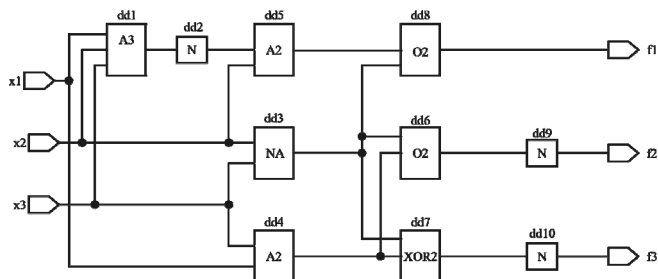 dd1
A3
dd2
N
dd5
A2
dd8
O2
f1
x1
x2
x3
dd3
NA
dd6
O2
dd9
N
f2
dd4
A2
dd7
XOR2
dd10
N
f3